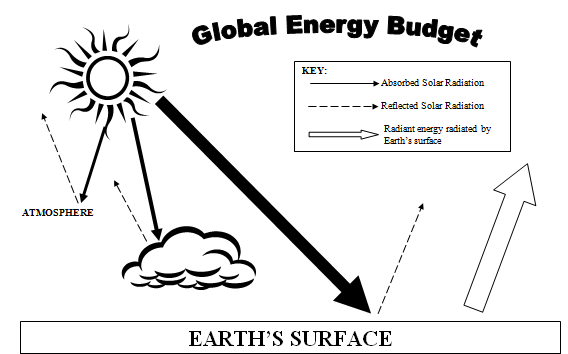 Global Energy Budget
KEY:
Absorbed Solar Radiation
Reflected Solar Radiation
Radiant energy radiated by
Earth's surface
ATMOSPHERE
EARTH'S SURFACE